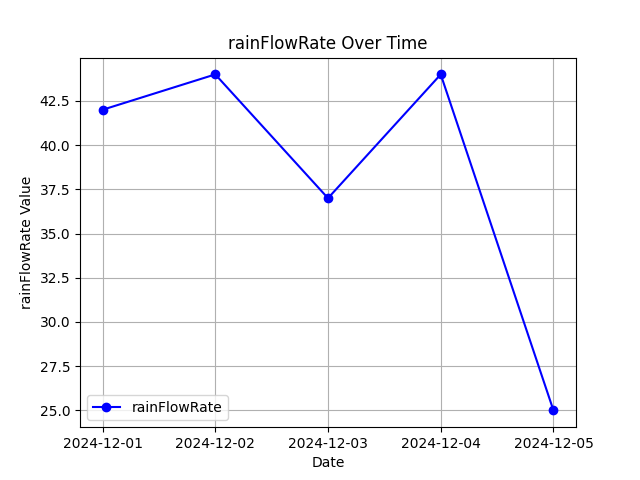 rainFlowRate Over Time
rainFlowRate Value
42.5
40.0
37.5
35.0
32.5
30.0
27.5
25.0
rainFlowRate
2024-12-01 2024-12-02 2024-12-03 2024-12-04 2024-12-05
Date